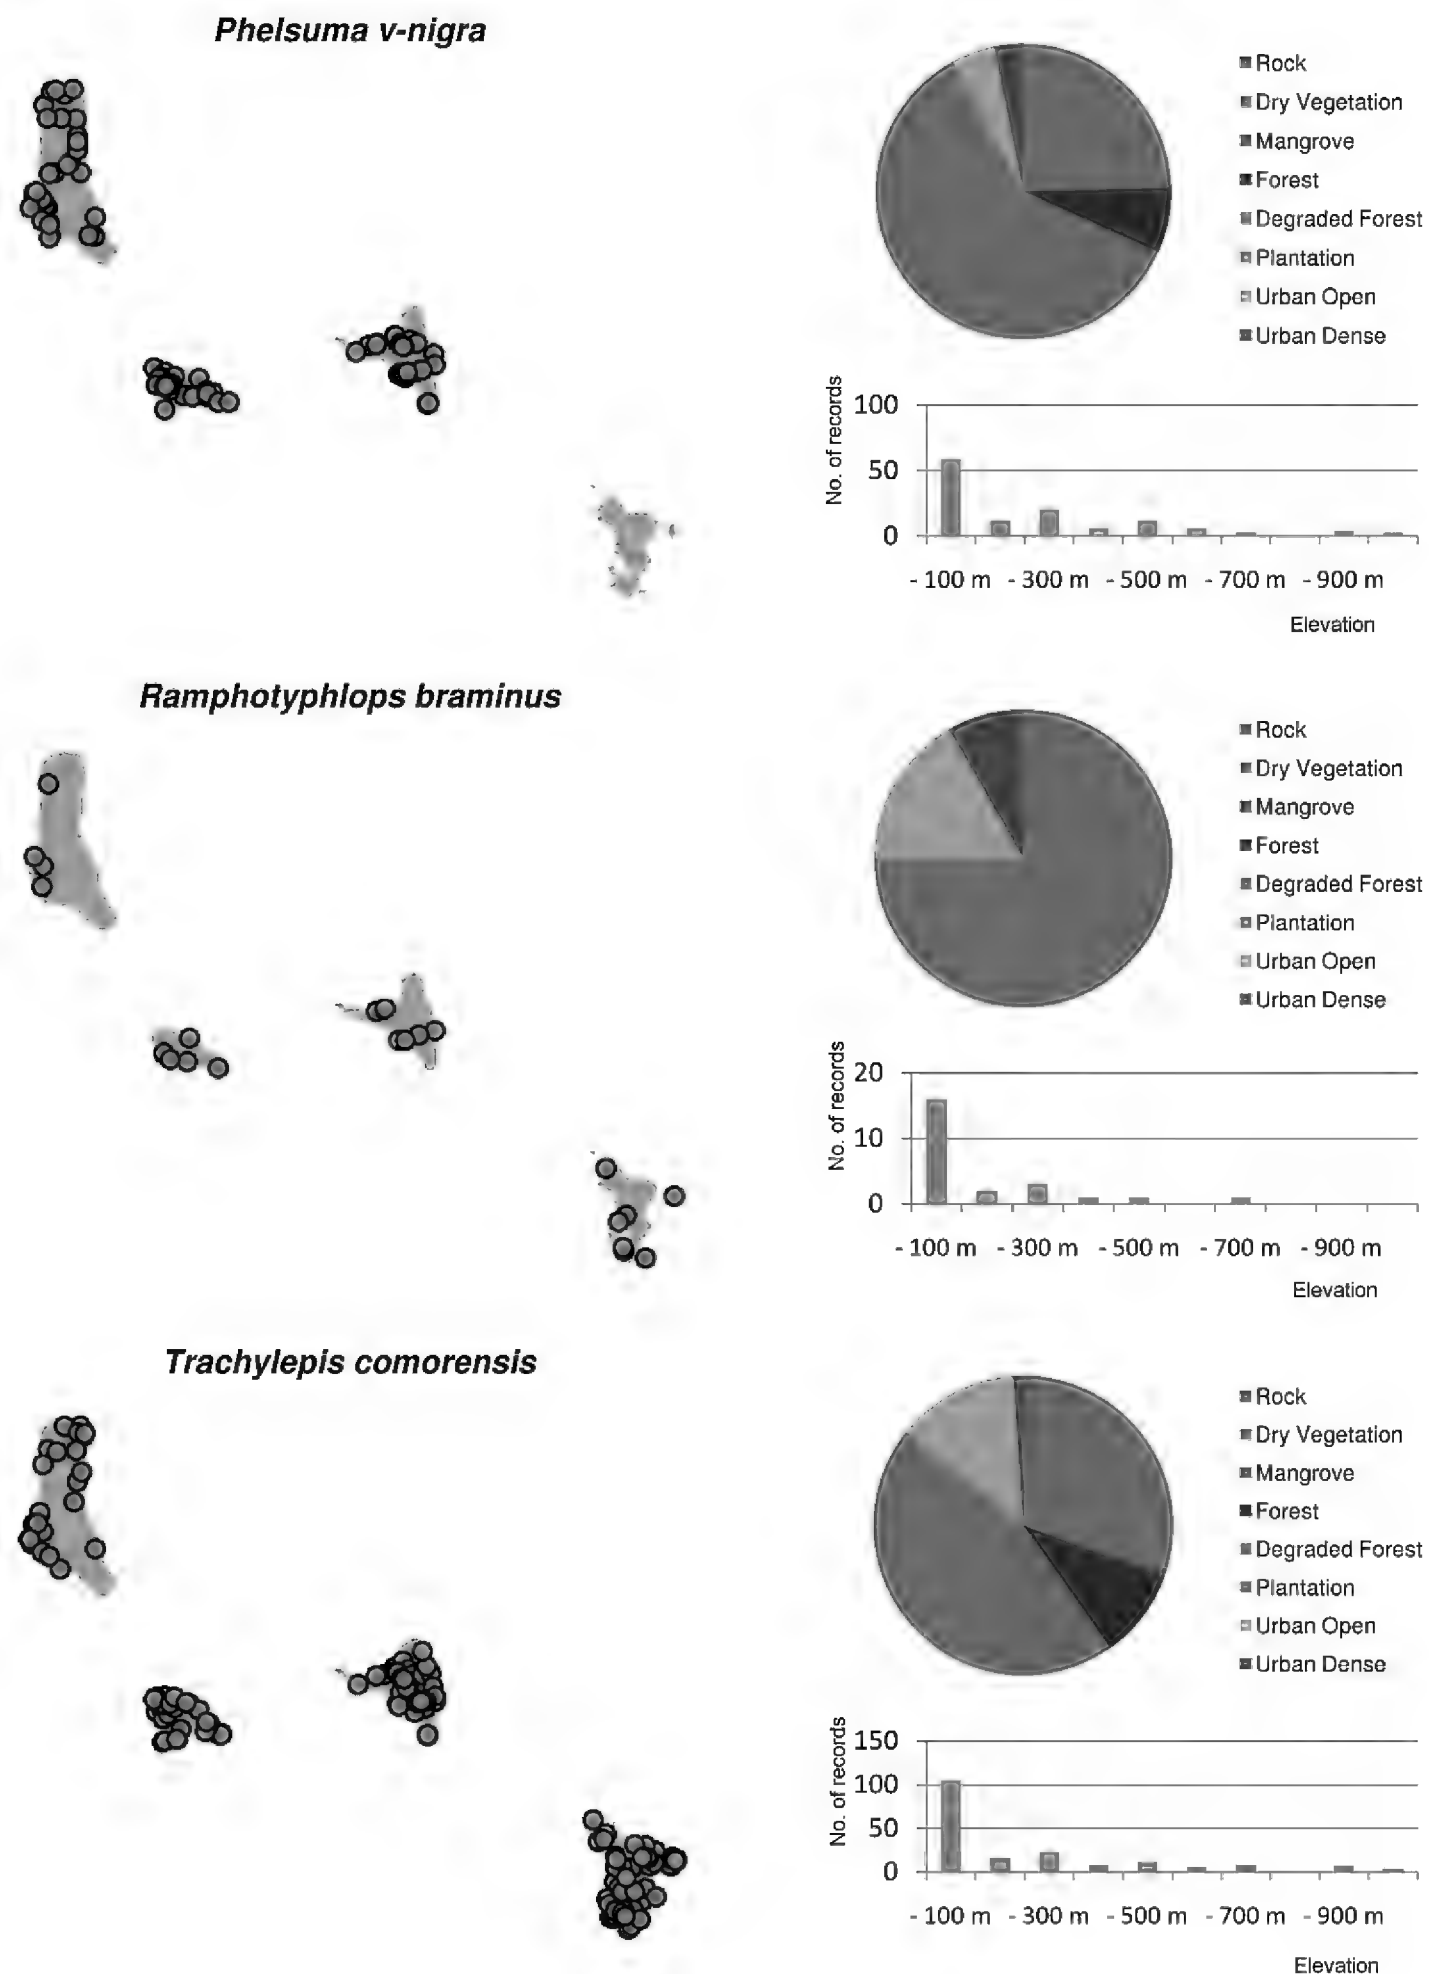 Phelsuma v-nigra
Rock
Dry Vegetation
Mangrove
Forest
Degraded Forest
Plantation
Urban Open
Urban Dense
No. of records
100
50
0
- 100 m - 300 m - 500 m - 700 m - 900 m
Elevation
Ramphotyphlops braminus
Rock
Dry Vegetation
Mangrove
Forest
Degraded Forest
Plantation
Urban Open
Urban Dense
No. of records
20
10
0
- 100 m - 300 m - 500 m - 700 m - 900 m
Elevation
Trachylepis comorensis
Rock
Dry Vegetation
Mangrove
Forest
Degraded Forest
Plantation
Urban Open
Urban Dense
No. of records
150
100
50
0
- 100 m - 300 m - 500 m - 700 m - 900 m
Elevation